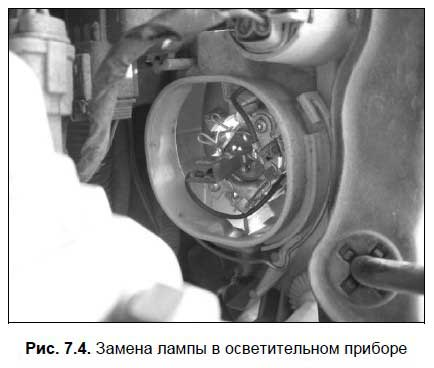 Рис. 7.4. Замена лампы в осветительном приборе